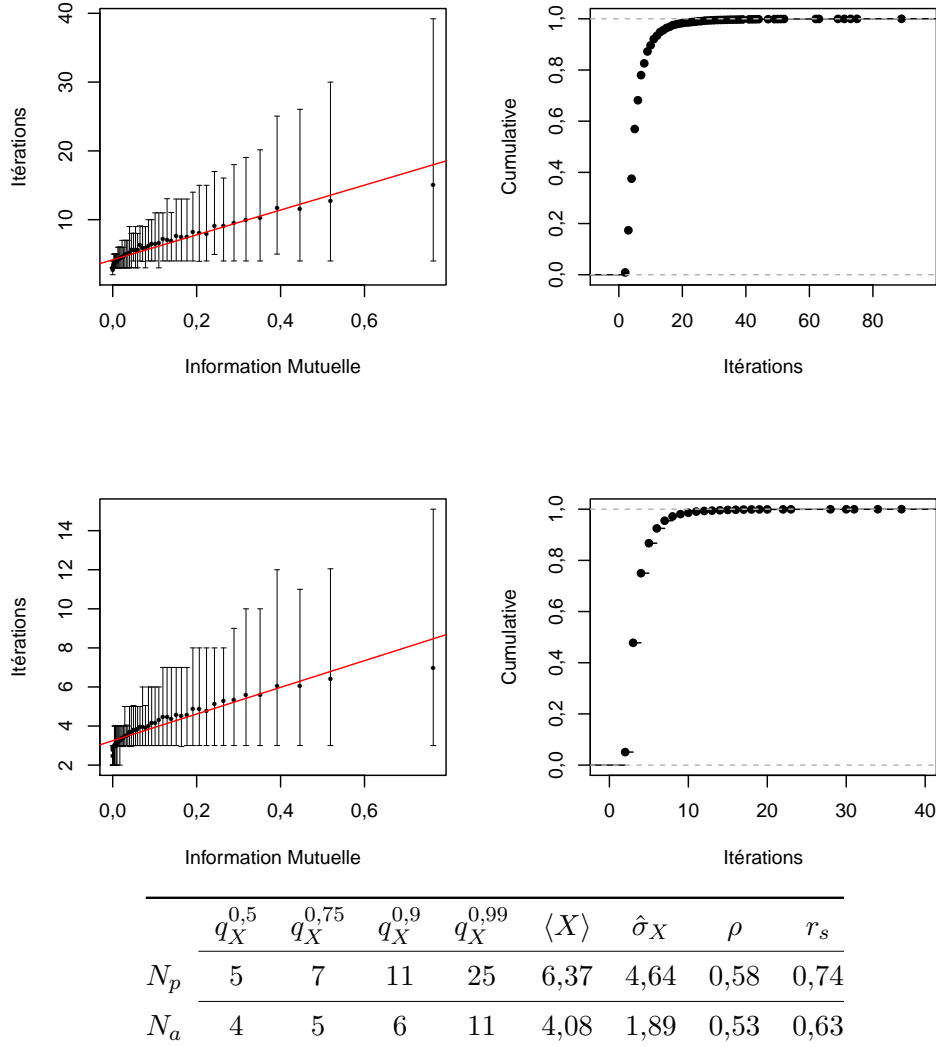 40
30
20
10
Itérations
0,0 0,2 0,4 0,6
Information Mutuelle
1,0
0,8
0,6
0,4
0,2
0,0
Cumulative
0 20 40 60 80
Itérations
14
12
10
8
6
4
2
Itérations
0,0 0,2 0,4 0,6
Information Mutuelle
1,0
0,8
0,6
0,4
0,2
0,0
Cumulative
0 10 20 30 40
Itérations
q_X^{0,5} q_X^{0,75} q_X^{0,9} q_X^{0,99} ⟨X⟩ σ̂_X ρ r_s
N_p 5 7 11 25 6,37 4,64 0,58 0,74
N_a 4 5 6 11 4,08 1,89 0,53 0,63